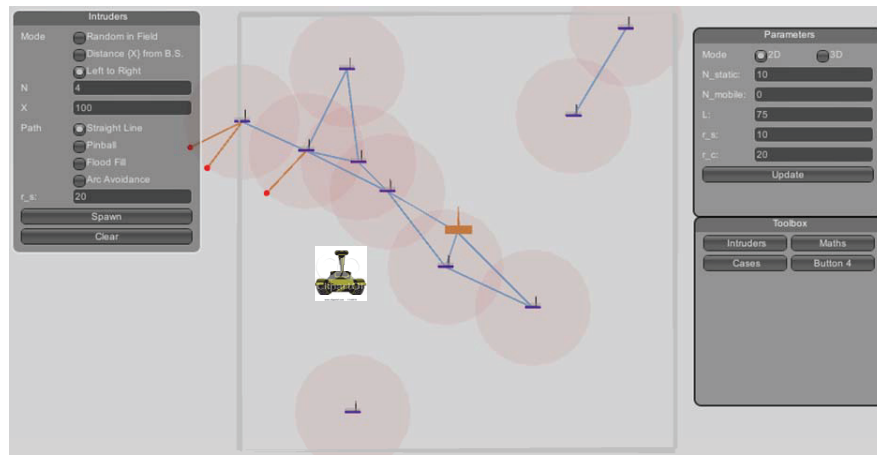 Intruders
Mode Random in Field
Distance {X} from B.S.
Left to Right
N 4
X 100
Path Straight Line
Pinball
Flood Fill
Arc Avoidance
r_s: 20
Spawn
Clear
Parameters
Mode 2D 3D
N_static: 10
N_mobile: 0
L: 75
r_s: 10
r_c: 20
Update
Toolbox
Intruders Maths
Cases Button 4